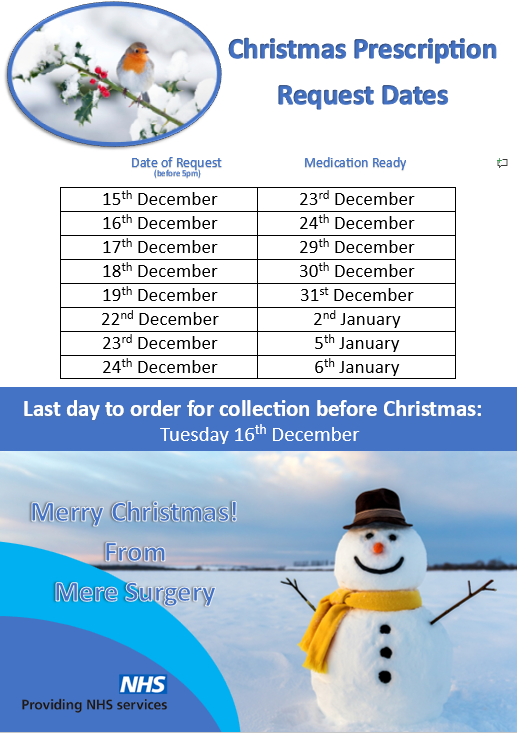 Christmas Prescription
Request Dates
Date of Request Medication Ready
(before 5pm)
15th December 23rd December
16th December 24th December
17th December 29th December
18th December 30th December
19th December 31st December
22nd December 2nd January
23rd December 5th January
24th December 6th January
Last day to order for collection before Christmas:
Tuesday 16th December
Merry Christmas!
From
Mere Surgery
NHS
Providing NHS services